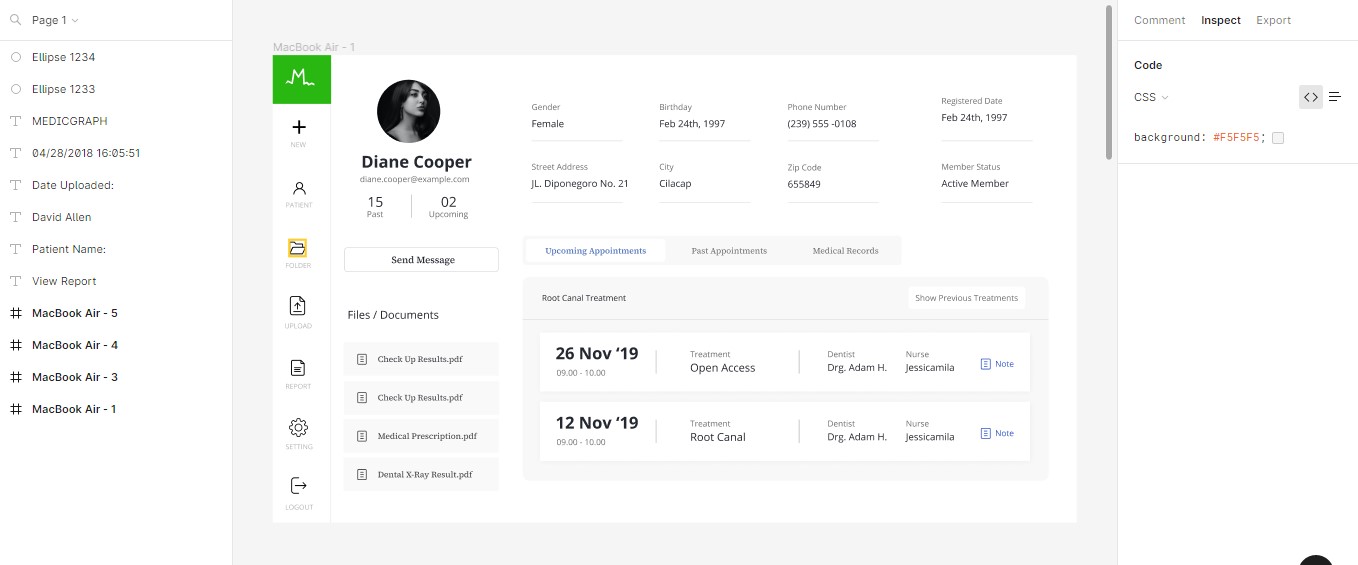 Page 1
Ellipse 1234
Ellipse 1233
MEDICGRAPH
04/28/2018 16:05:51
Date Uploaded:
David Allen
Patient Name:
View Report
MacBook Air - 5
MacBook Air - 4
MacBook Air - 3
MacBook Air - 1
MacBook Air - 1
NEW
PATIENT
FOLDER
UPLOAD
REPORT
SETTING
LOGOUT
Diane Cooper
diane.cooper@example.com
15 02
Past Upcoming
Send Message
Files / Documents
Check Up Results.pdf
Check Up Results.pdf
Medical Prescription.pdf
Dental X-Ray Result.pdf
Gender Birthday Phone Number Registered Date
Female Feb 24th, 1997 (239) 555 -0108 Feb 24th, 1997
Street Address City Zip Code Member Status
JL. Diponegoro No. 21 Cilacap 655849 Active Member
Upcoming Appointments Past Appointments Medical Records
Root Canal Treatment Show Previous Treatments
26 Nov ‘19 Treatment Dentist Nurse
09.00 - 10.00 Open Access Drg. Adam H. Jessicamila Note
12 Nov ‘19 Treatment Dentist Nurse
09.00 - 10.00 Root Canal Drg. Adam H. Jessicamila Note
Comment Inspect Export
Code
CSS
background: #F5F5F5;